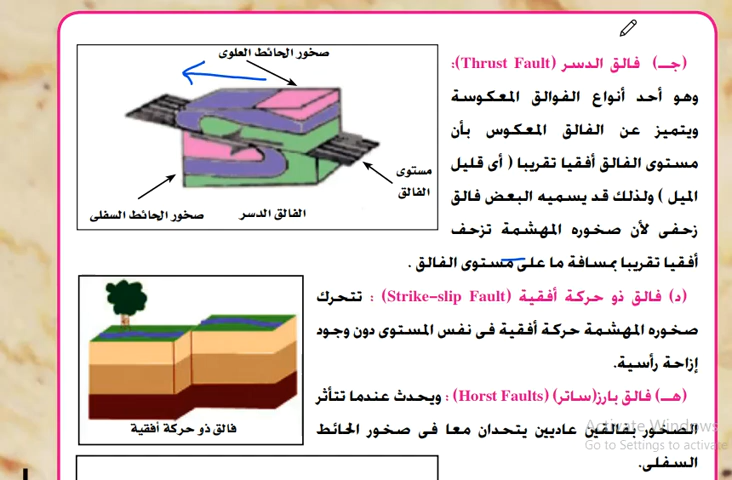 (جـ) فالق الدسر (Thrust Fault):
وهو أحد أنواع الفوالق المعكوسة
ويتميز عن الفالق المعكوس بأن
مستوى الفالق أفقيا تقريبا ( أى قليل
الميل ) ولذلك قد يسميه البعض فالق
زحفى لأن صخوره المهشمة تزحف
أفقيا تقريبا بمسافة ما على مستوى الفالق .
صخور الحائط العلوى
مستوى
الفالق
صخور الحائط السفلى
الفالق الدسر
(د) فالق ذو حركة أفقية (Strike–slip Fault) : تتحرك
صخوره المهشمة حركة أفقية فى نفس المستوى دون وجود
إزاحة رأسية.
فالق ذو حركة أفقية
(هـ) فالق بارز(ساتر) (Horst Faults) : ويحدث عندما تتأثر
الصخور بفالقين عاديين يتحدان معا فى صخور الحائط
السفلى.
Activate Windows
Go to Settings to activate